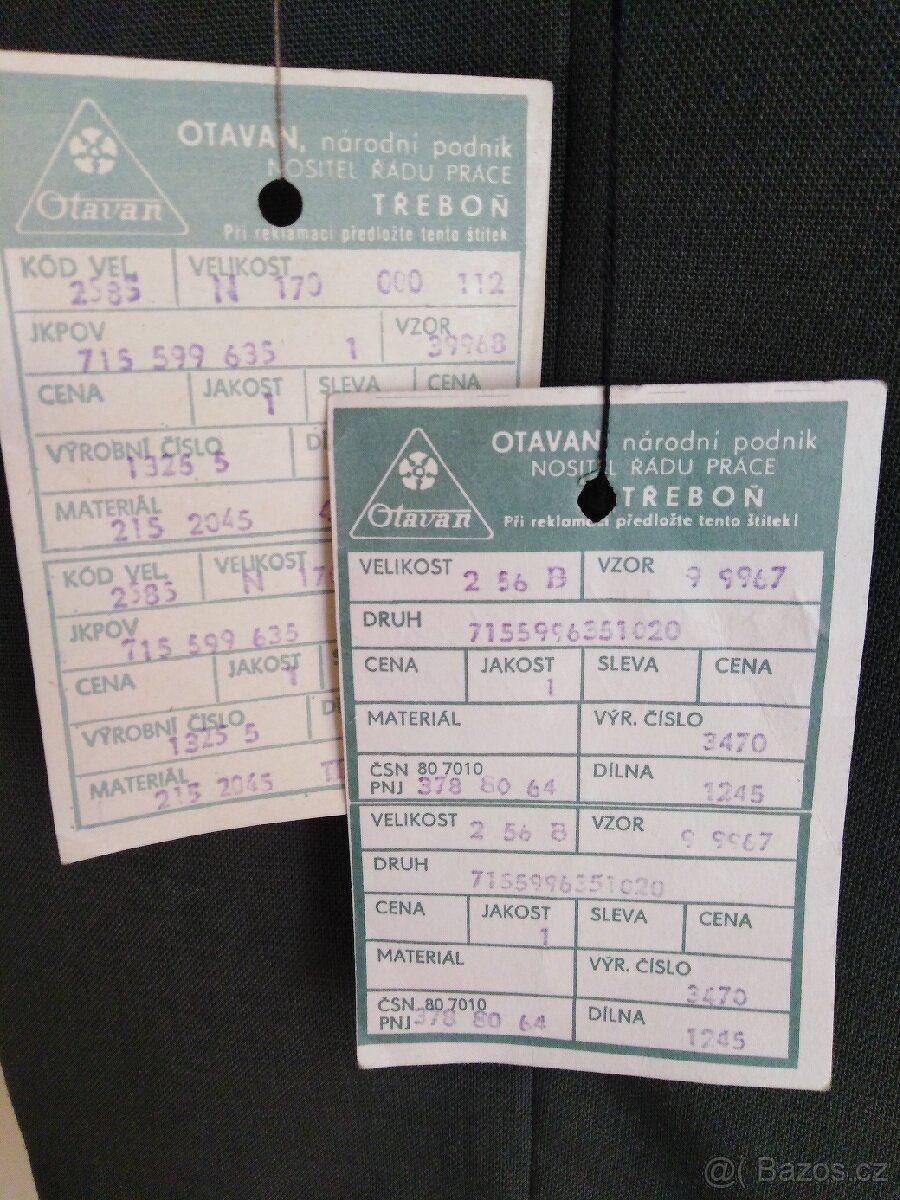 Otavan
OTAVAN, národní podnik
NOSITEL ŘÁDU PRÁCE
TŘEBOŇ
Při reklamaci předložte tento štítek
KÓD VEL. VELIKOST
2585 N 170 000 112
JKPOV VZOR
715 599 635 1 39968
CENA JAKOST SLEVA CENA
1
VÝROBNÍ ČÍSLO
1325 5
MATERIÁL
215 2045
KÓD VEL. VELIKOST
2585 N
JKPOV
715 599 635
CENA JAKOST
1
VÝROBNÍ ČÍSLO
1325 5
MATERIÁL
215 2045
Otavan
OTAVAN, národní podnik
NOSITEL ŘÁDU PRÁCE
TŘEBOŇ
Při reklamaci předložte tento štítek!
VELIKOST 2 56 B VZOR 9 9967
DRUH 7155996351020
CENA JAKOST SLEVA CENA
1
MATERIÁL VÝR. ČÍSLO
3470
ČSN 80 7010 DÍLNA
PNJ 378 80 64 1245
VELIKOST 2 56 B VZOR 9 9967
DRUH
7155996351020
CENA JAKOST SLEVA CENA
1
MATERIÁL VÝR. ČÍSLO
3470
ČSN 80 7010 DÍLNA
PNJ 378 80 64 1245
@( Bazos.cz